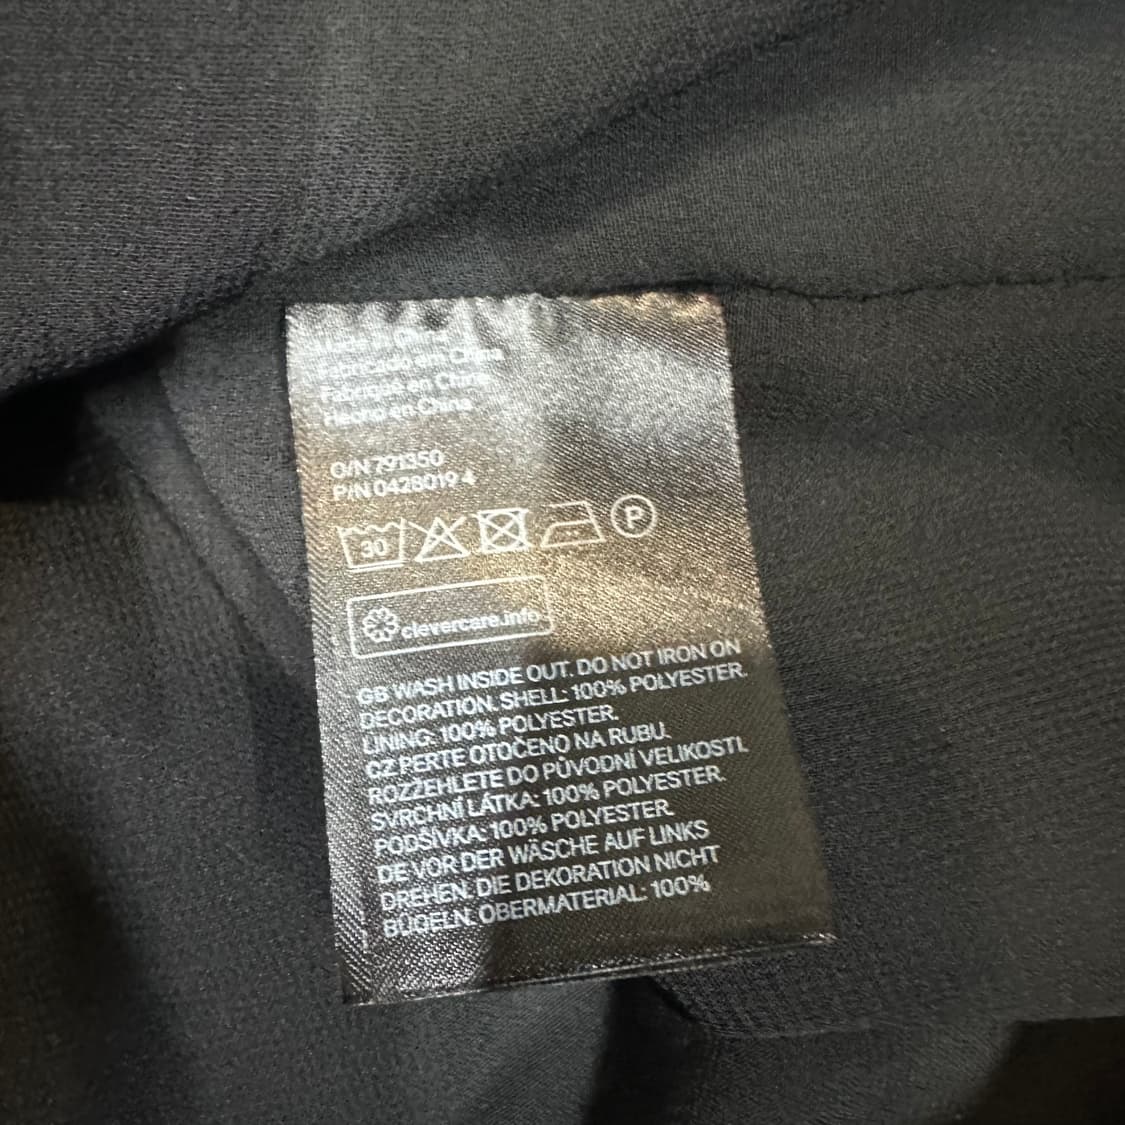 Made in China
Fabricado em China
Fabriqué en Chine
Hecho en China
O/N 791350
P/N 0428019 4
30 P
clevercare.info
GB WASH INSIDE OUT. DO NOT IRON ON
DECORATION. SHELL: 100% POLYESTER.
LINING: 100% POLYESTER.
CZ PERTE OTOČENO NA RUBU.
ROZŽEHLETE DO PŮVODNÍ VELIKOSTI.
SVRCHNÍ LÁTKA: 100% POLYESTER.
PODŠÍVKA: 100% POLYESTER.
DE VOR DER WÄSCHE AUF LINKS
DREHEN. DIE DEKORATION NICHT
BÜGELN. OBERMATERIAL: 100%